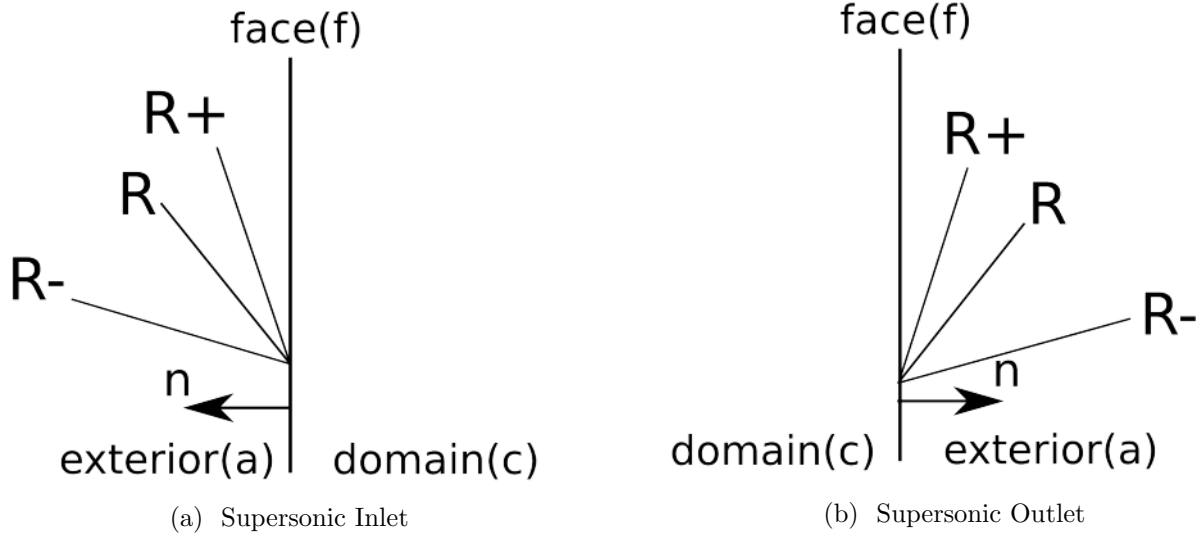 face(f)
R+
R
R-
n
exterior(a)
domain(c)
(a) Supersonic Inlet
face(f)
R+
R
R-
n
domain(c)
exterior(a)
(b) Supersonic Outlet